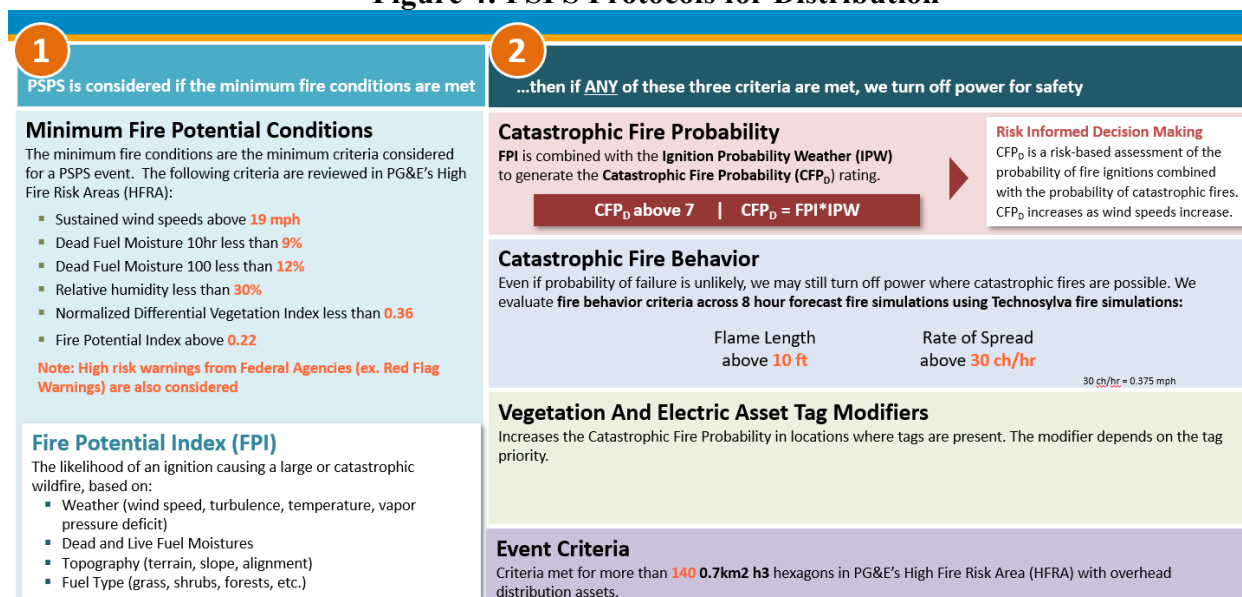 Figure 4: PSPS Protocols for Distribution
1
PSPS is considered if the minimum fire conditions are met
Minimum Fire Potential Conditions
The minimum fire conditions are the minimum criteria considered
for a PSPS event. The following criteria are reviewed in PG&E's High
Fire Risk Areas (HFRA):
▪ Sustained wind speeds above 19 mph
▪ Dead Fuel Moisture 10hr less than 9%
▪ Dead Fuel Moisture 100 less than 12%
▪ Relative humidity less than 30%
▪ Normalized Differential Vegetation Index less than 0.36
▪ Fire Potential Index above 0.22
Note: High risk warnings from Federal Agencies (ex. Red Flag
Warnings) are also considered
Fire Potential Index (FPI)
The likelihood of an ignition causing a large or catastrophic
wildfire, based on:
▪ Weather (wind speed, turbulence, temperature, vapor
pressure deficit)
▪ Dead and Live Fuel Moistures
▪ Topography (terrain, slope, alignment)
▪ Fuel Type (grass, shrubs, forests, etc.)
2
...then if ANY of these three criteria are met, we turn off power for safety
Catastrophic Fire Probability
FPI is combined with the Ignition Probability Weather (IPW)
to generate the Catastrophic Fire Probability (CFPD) rating.
CFPD above 7 | CFPD = FPI*IPW
Risk Informed Decision Making
CFPD is a risk-based assessment of the
probability of fire ignitions combined
with the probability of catastrophic fires.
CFPD increases as wind speeds increase.
Catastrophic Fire Behavior
Even if probability of failure is unlikely, we may still turn off power where catastrophic fires are possible. We
evaluate fire behavior criteria across 8 hour forecast fire simulations using Technosylva fire simulations:
Flame Length
above 10 ft
Rate of Spread
above 30 ch/hr
30 ch/hr = 0.375 mph
Vegetation And Electric Asset Tag Modifiers
Increases the Catastrophic Fire Probability in locations where tags are present. The modifier depends on the tag
priority.
Event Criteria
Criteria met for more than 140 0.7km2 h3 hexagons in PG&E's High Fire Risk Area (HFRA) with overhead
distribution assets.